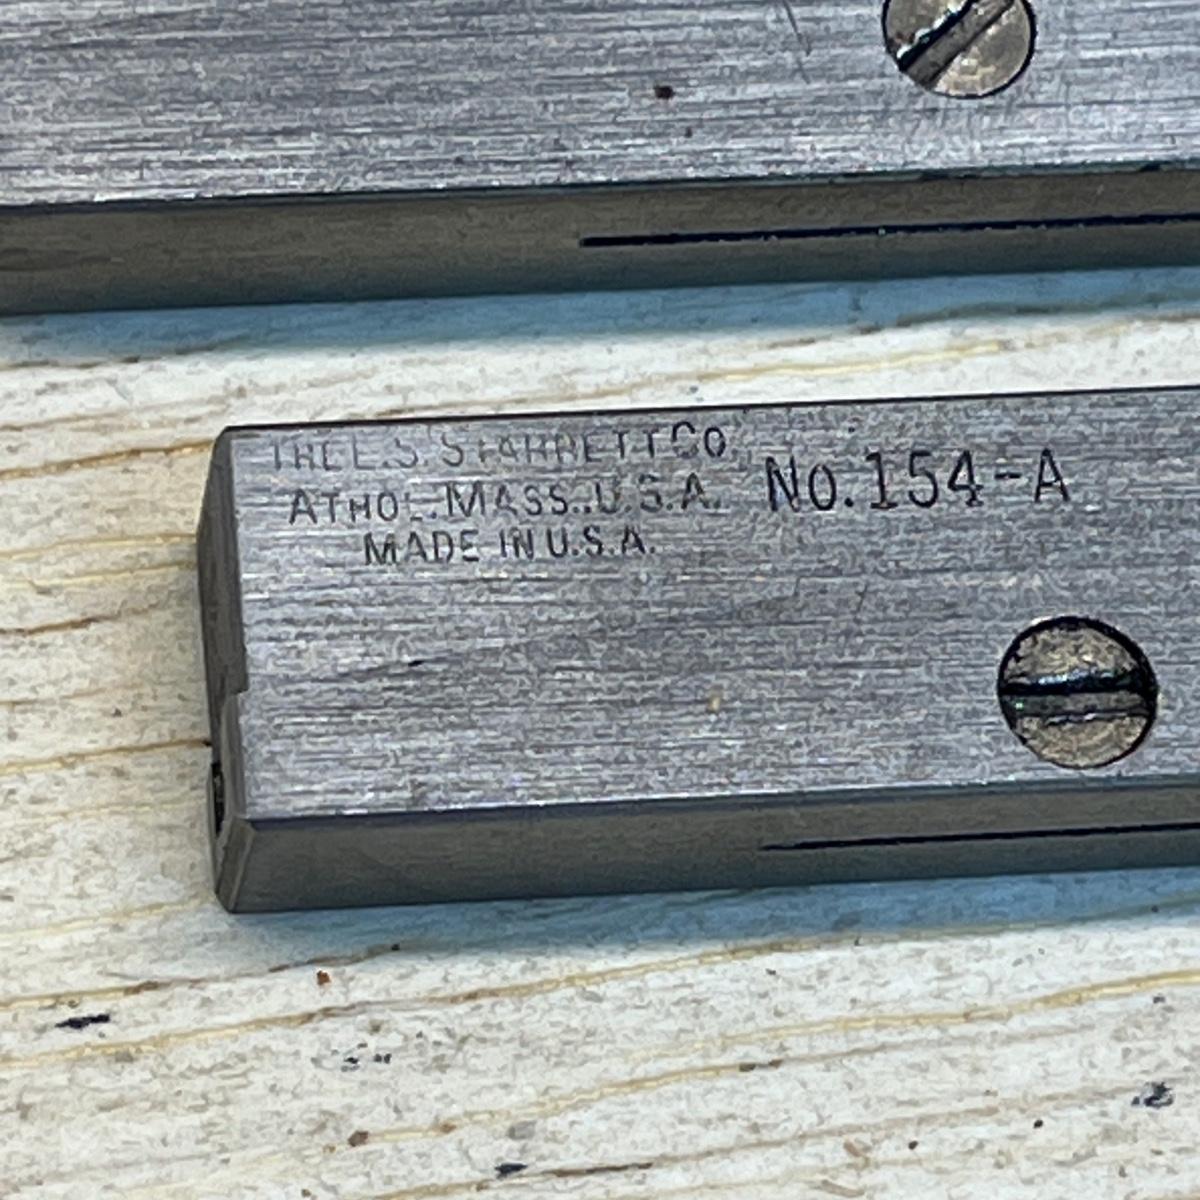 THE L.S. STARRETT CO.
ATHOL. MASS.. U.S.A.
MADE IN U.S.A.
No. 154-A